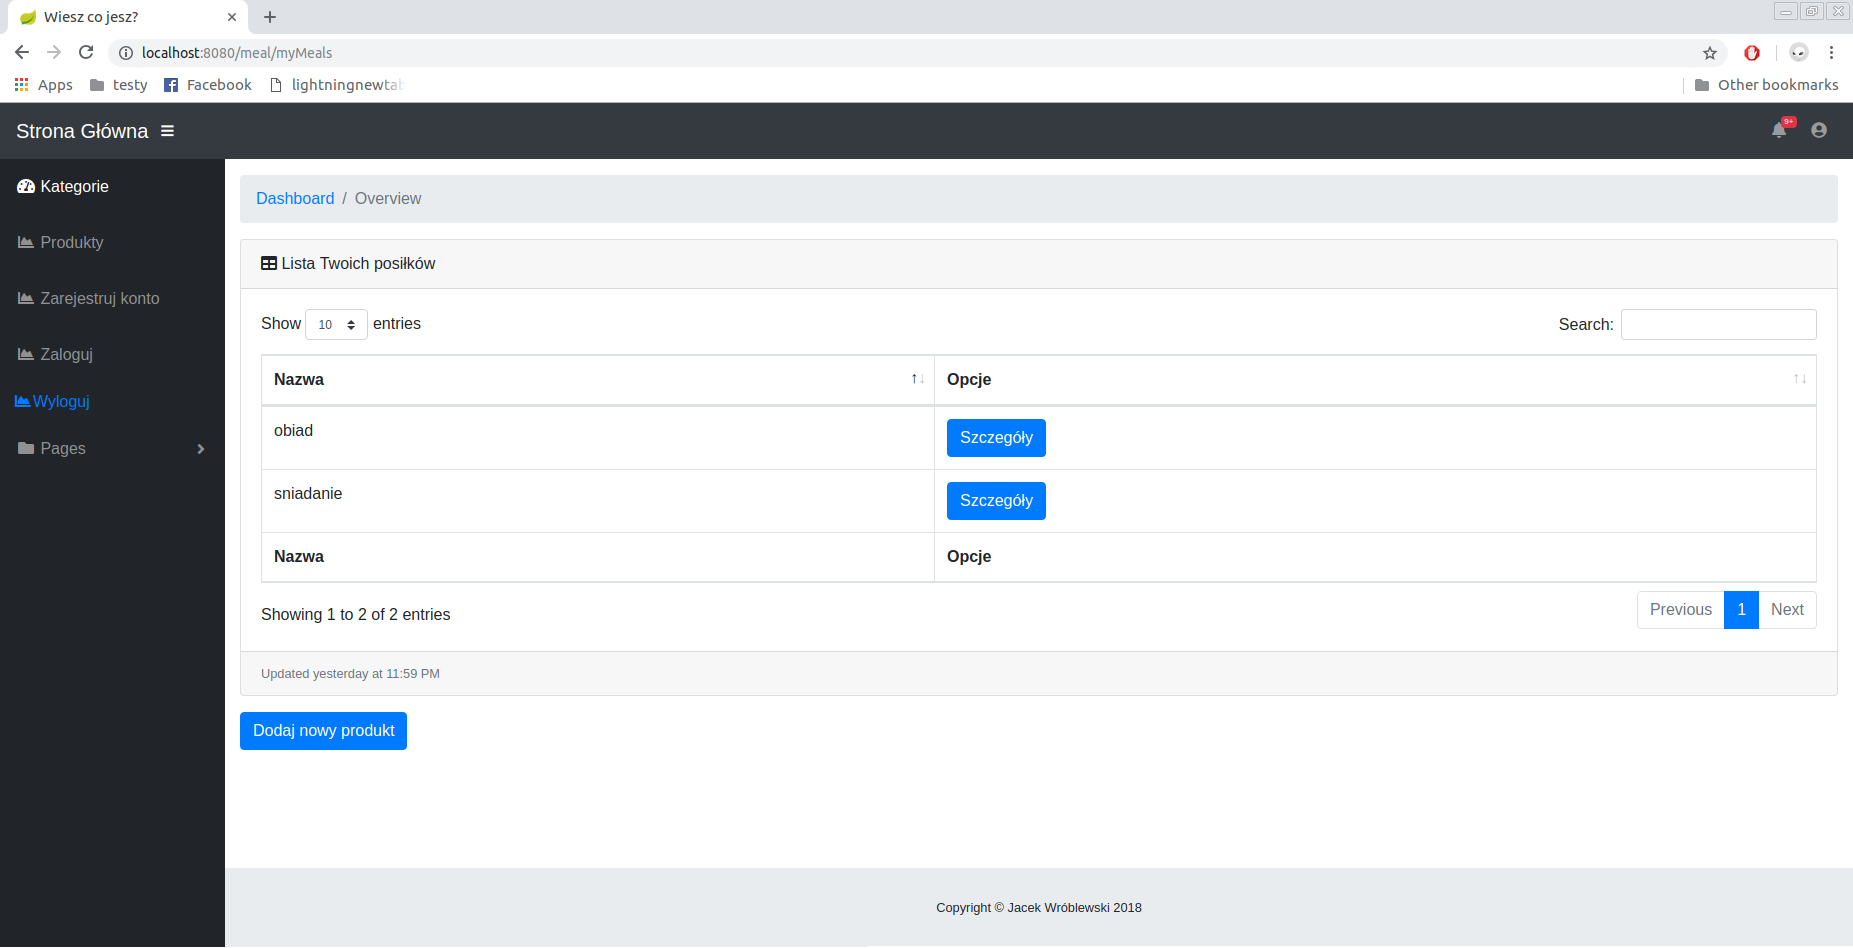 Wiesz co jesz?
localhost:8080/meal/myMeals
Apps testy Facebook lightningnewtab Other bookmarks
Strona Główna 9+
Kategorie
Produkty
Zarejestruj konto
Zaloguj
Wyloguj
Pages
Dashboard / Overview
Lista Twoich posiłków
Show 10 entries Search:
Nazwa Opcje
obiad Szczegóły
sniadanie Szczegóły
Nazwa Opcje
Showing 1 to 2 of 2 entries Previous 1 Next
Updated yesterday at 11:59 PM
Dodaj nowy produkt
Copyright © Jacek Wróblewski 2018